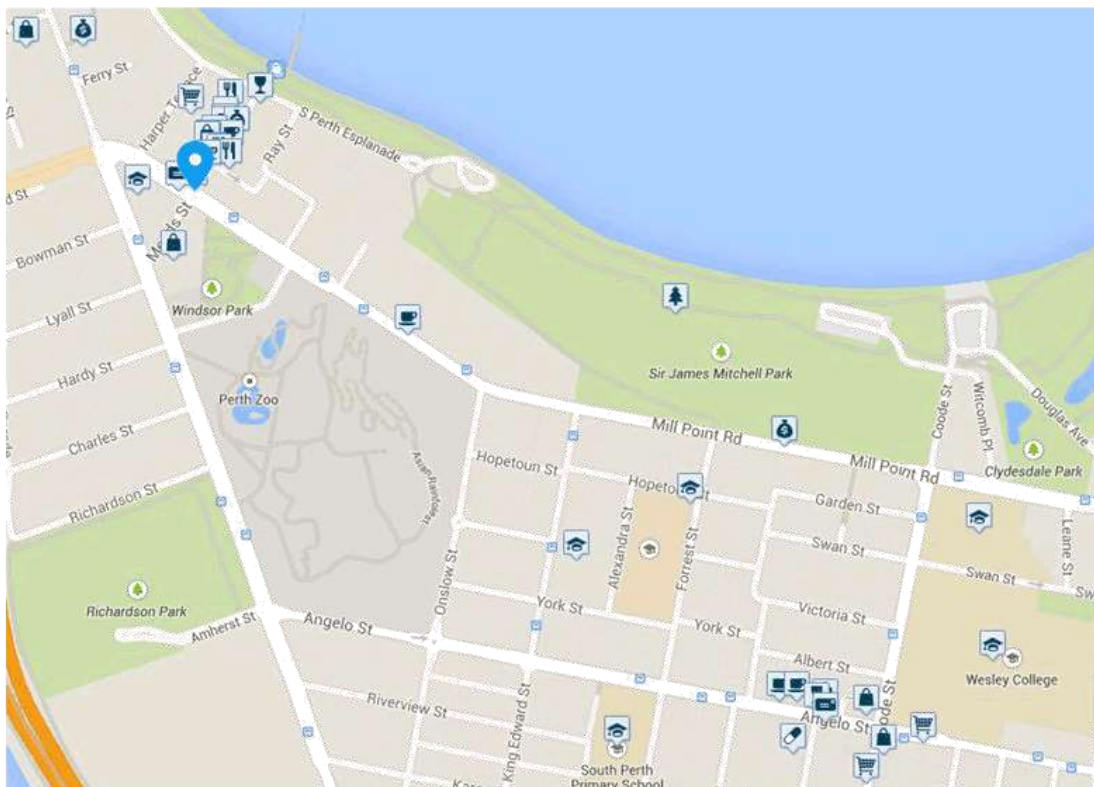 Ferry St
Harper Terrace
Ray St
S Perth Esplanade
Bowman St
Lyall St
Windsor Park
Hardy St
Perth Zoo
Sir James Mitchell Park
Charles St
Richardson St
Mill Point Rd
Mill Point Rd
Coode St
Witcomb Pl
Douglas Ave
Clydesdale Park
Hopetoun St
Hopetoun St
Garden St
Alexandra St
Forrest St
Swan St
Swan St
Leane St
Onslow St
York St
York St
Victoria St
Richardson Park
Amherst St
Angelo St
Albert St
Wesley College
Riverview St
King Edward St
Angelo St
South Perth
Primary School